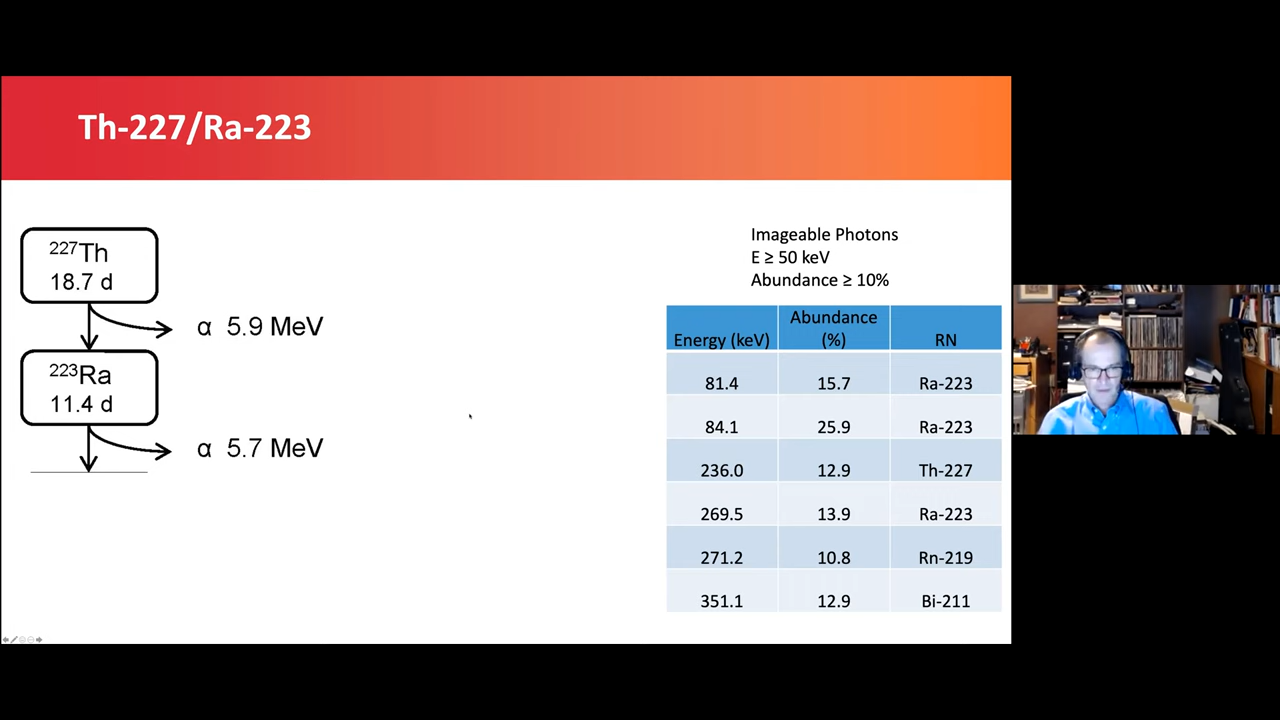 Th-227/Ra-223
227Th
18.7 d
α 5.9 MeV
223Ra
11.4 d
α 5.7 MeV
Imageable Photons
E ≥ 50 keV
Abundance ≥ 10%
Energy (keV) Abundance (%) RN
81.4 15.7 Ra-223
84.1 25.9 Ra-223
236.0 12.9 Th-227
269.5 13.9 Ra-223
271.2 10.8 Rn-219
351.1 12.9 Bi-211